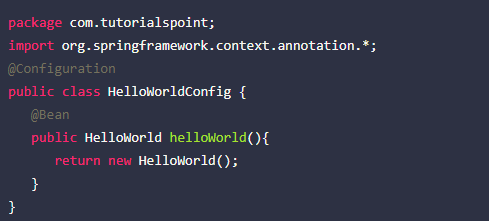 package com.tutorialspoint;
import org.springframework.context.annotation.*;
@Configuration
public class HelloWorldConfig {
   @Bean
   public HelloWorld helloWorld(){
      return new HelloWorld();
   }
}